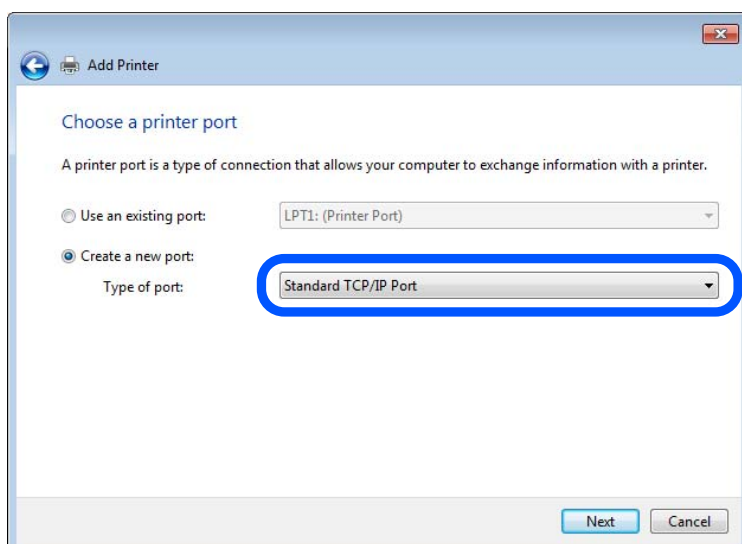 Add Printer
Choose a printer port
A printer port is a type of connection that allows your computer to exchange information with a printer.
Use an existing port: LPT1: (Printer Port)
Create a new port:
Type of port: Standard TCP/IP Port
Next Cancel